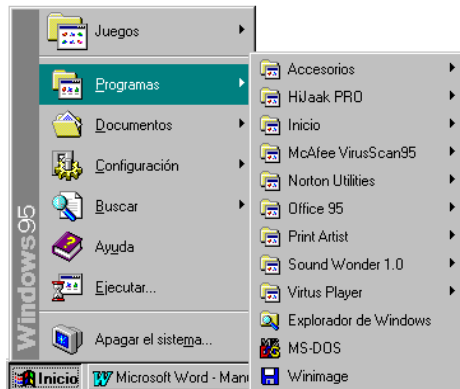 Juegos
Programas
Documentos
Configuración
Buscar
Ayuda
Ejecutar...
Apagar el sistema...
Windows95
Accesorios
HiJaak PRO
Inicio
McAfee VirusScan95
Norton Utilities
Office 95
Print Artist
Sound Wonder 1.0
Virtus Player
Explorador de Windows
MS-DOS
Winimage
Inicio
Microsoft Word - Manu